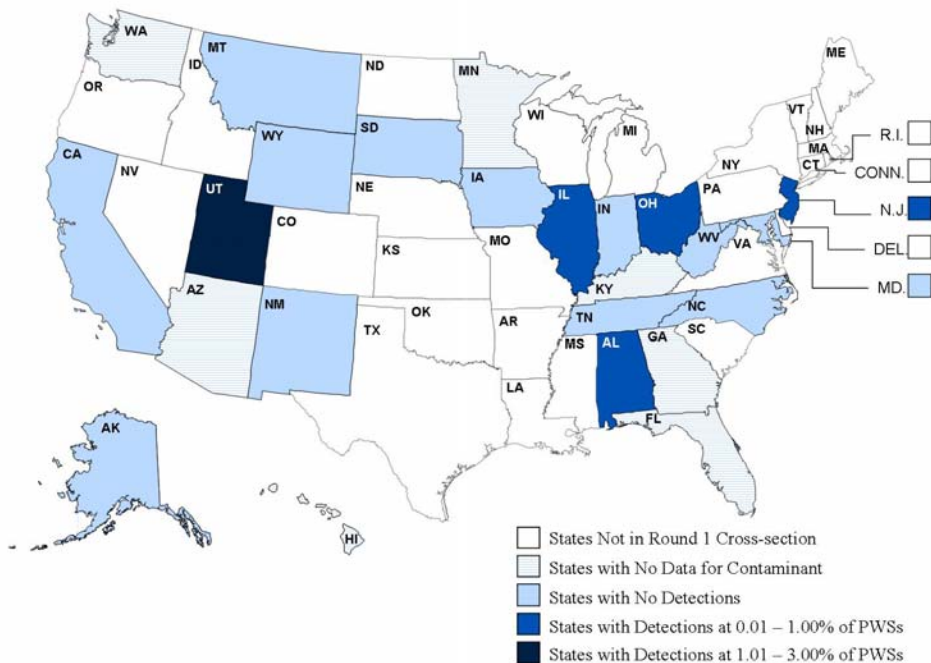 WA
MT
ND
MN
ME
ID
OR
SD
WI
MI
VT
NH
R.I.
WY
MA
CA
NV
NE
IA
NY
CT
CONN.
UT
IL
IN
OH
PA
N.J.
CO
KS
MO
WV
VA
DEL.
AZ
NM
KY
MD.
TX
OK
AR
TN
NC
MS
AL
GA
SC
LA
FL
AK
HI
States Not in Round 1 Cross-section
States with No Data for Contaminant
States with No Detections
States with Detections at 0.01 – 1.00% of PWSs
States with Detections at 1.01 – 3.00% of PWSs